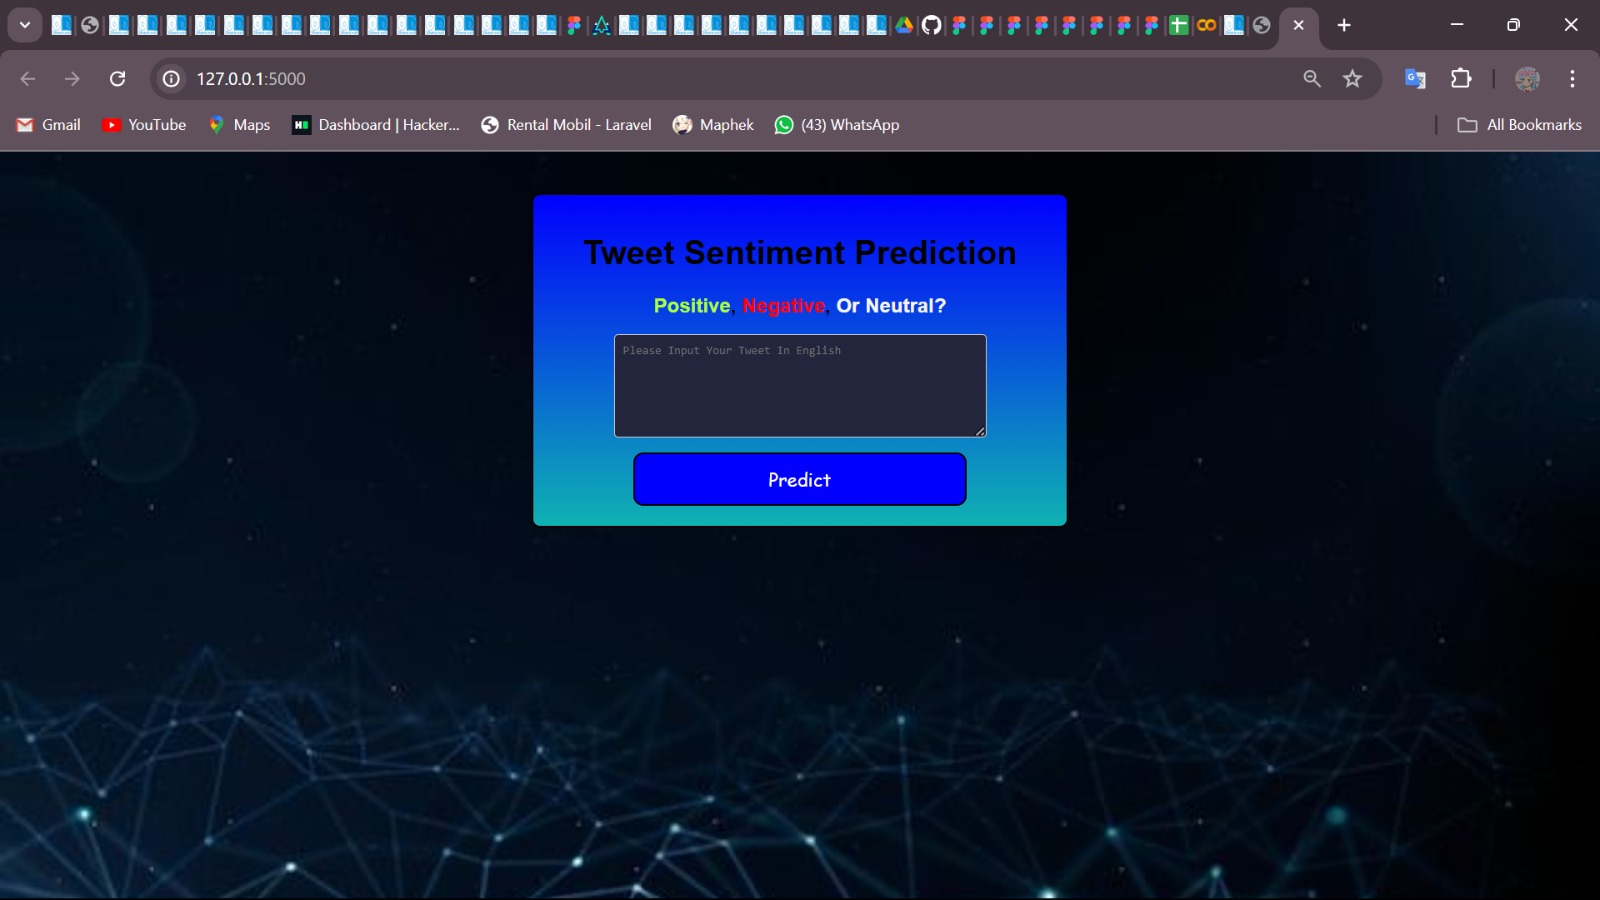 127.0.0.1:5000
Gmail
YouTube
Maps
Dashboard | Hacker...
Rental Mobil - Laravel
Maphek
(43) WhatsApp
All Bookmarks
Tweet Sentiment Prediction
Positive, Negative, Or Neutral?
Please Input Your Tweet In English
Predict